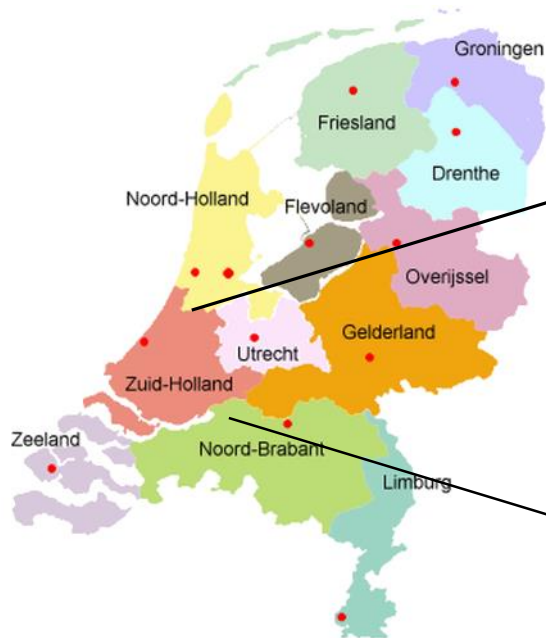 Groningen
Friesland
Drenthe
Noord-Holland
Flevoland
Overijssel
Gelderland
Utrecht
Zuid-Holland
Zeeland
Noord-Brabant
Limburg